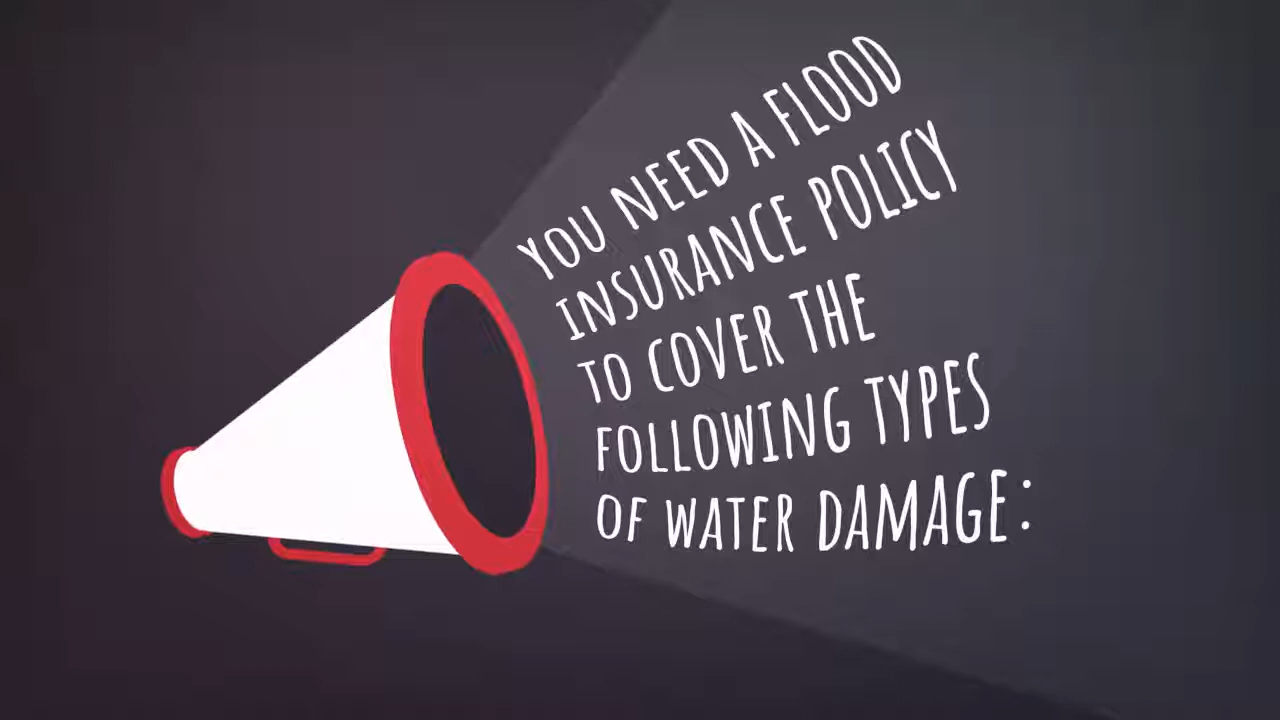 YOU NEED A FLOOD
INSURANCE POLICY
TO COVER THE
FOLLOWING TYPES
OF WATER DAMAGE: